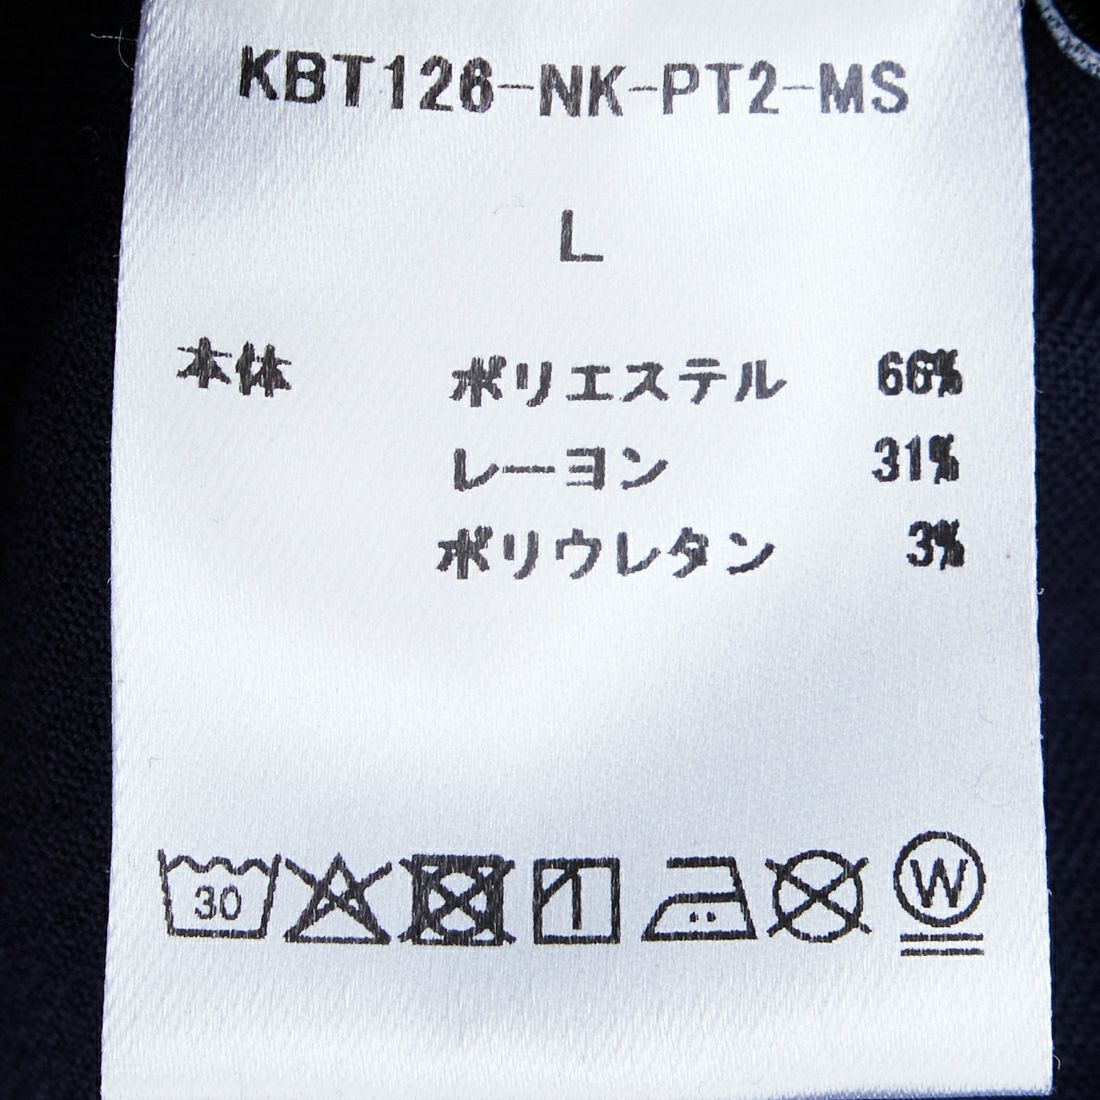 KBT126-NK-PT2-MS
L
本体 ポリエステル 66%
レーヨン 31%
ポリウレタン 3%
30
W